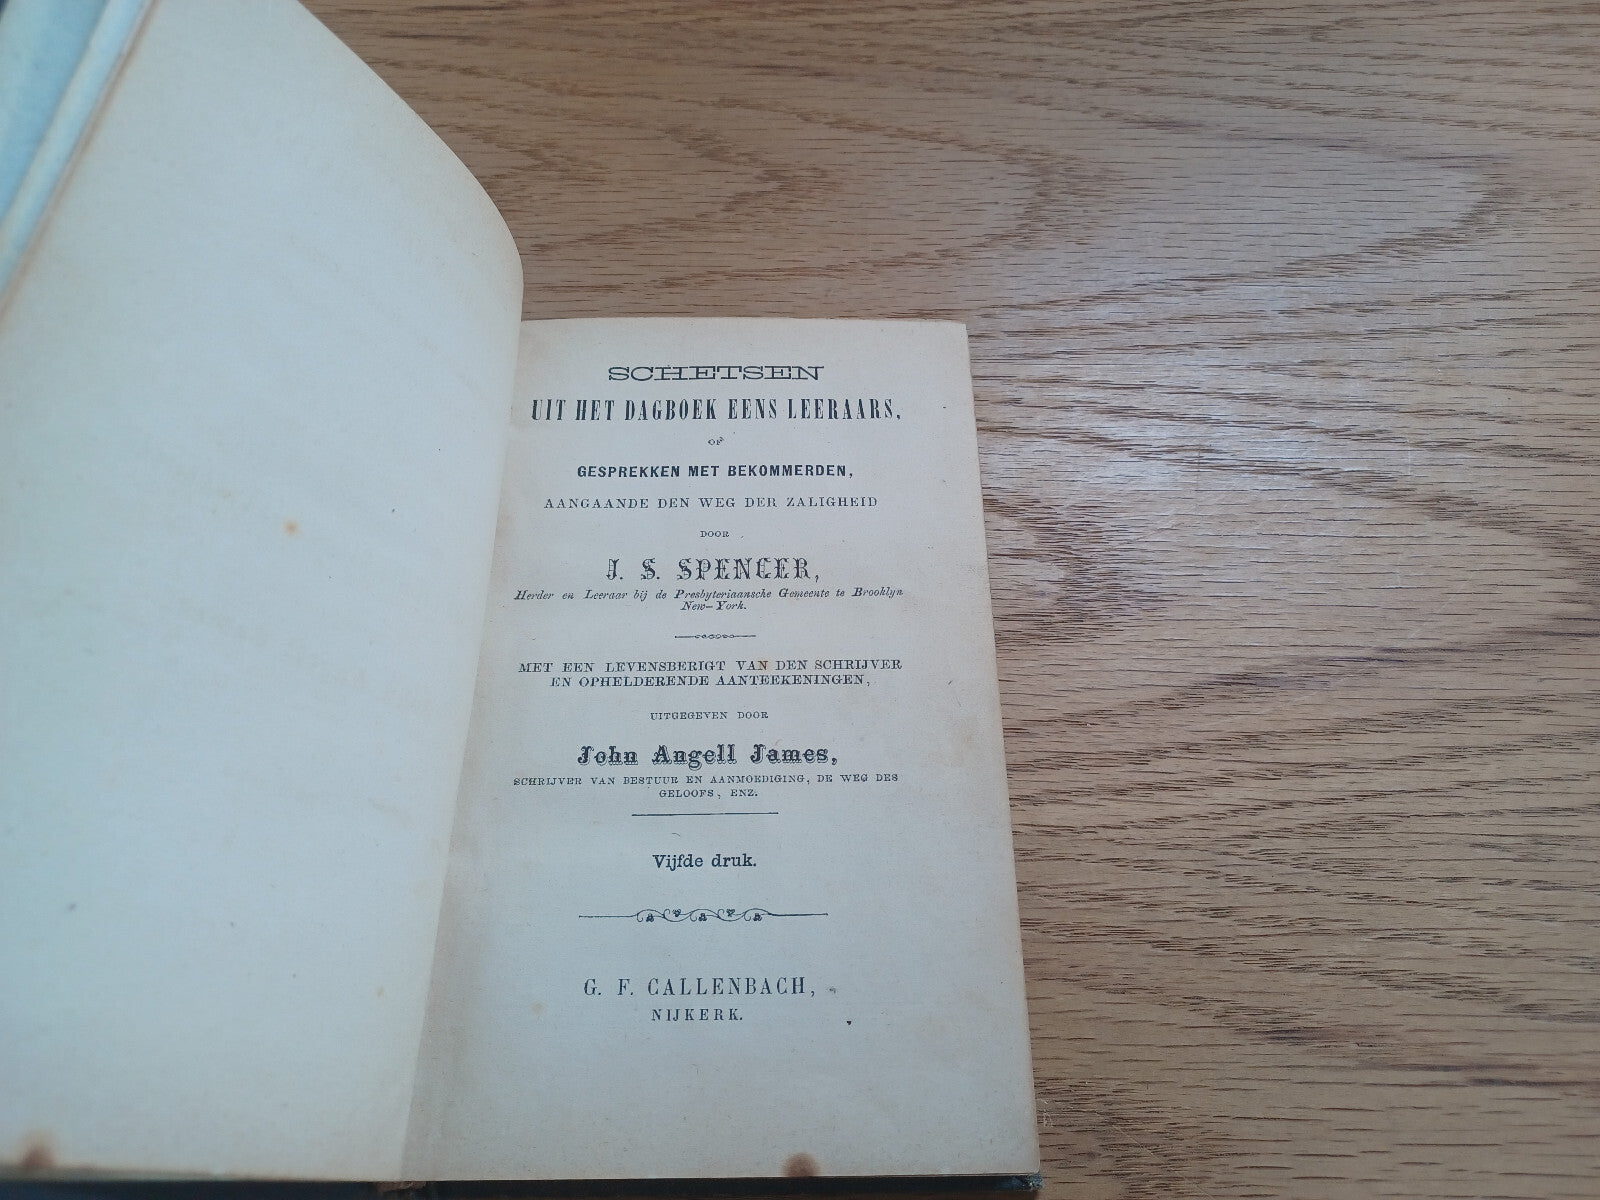 SCHETSEN
UIT HET DAGBOEK EENS LEERAARS,
OF
GESPREKKEN MET BEKOMMERDEN,
AANGAANDE DEN WEG DER ZALIGHEID
DOOR
J. S. SPENCER,
Herder en Leeraar bij de Presbyteriaansche Gemeente te Brooklyn
New-York.
MET EEN LEVENSBERIGT VAN DEN SCHRIJVER
EN OPHELDERENDE AANTEEKENINGEN,
UITGEGEVEN DOOR
John Angell James,
SCHRIJVER VAN BESTUUR EN AANMOEDIGING, DE WEG DES
GELOOFS, ENZ.
Vijfde druk.
G. F. CALLENBACH,
NIJKERK.